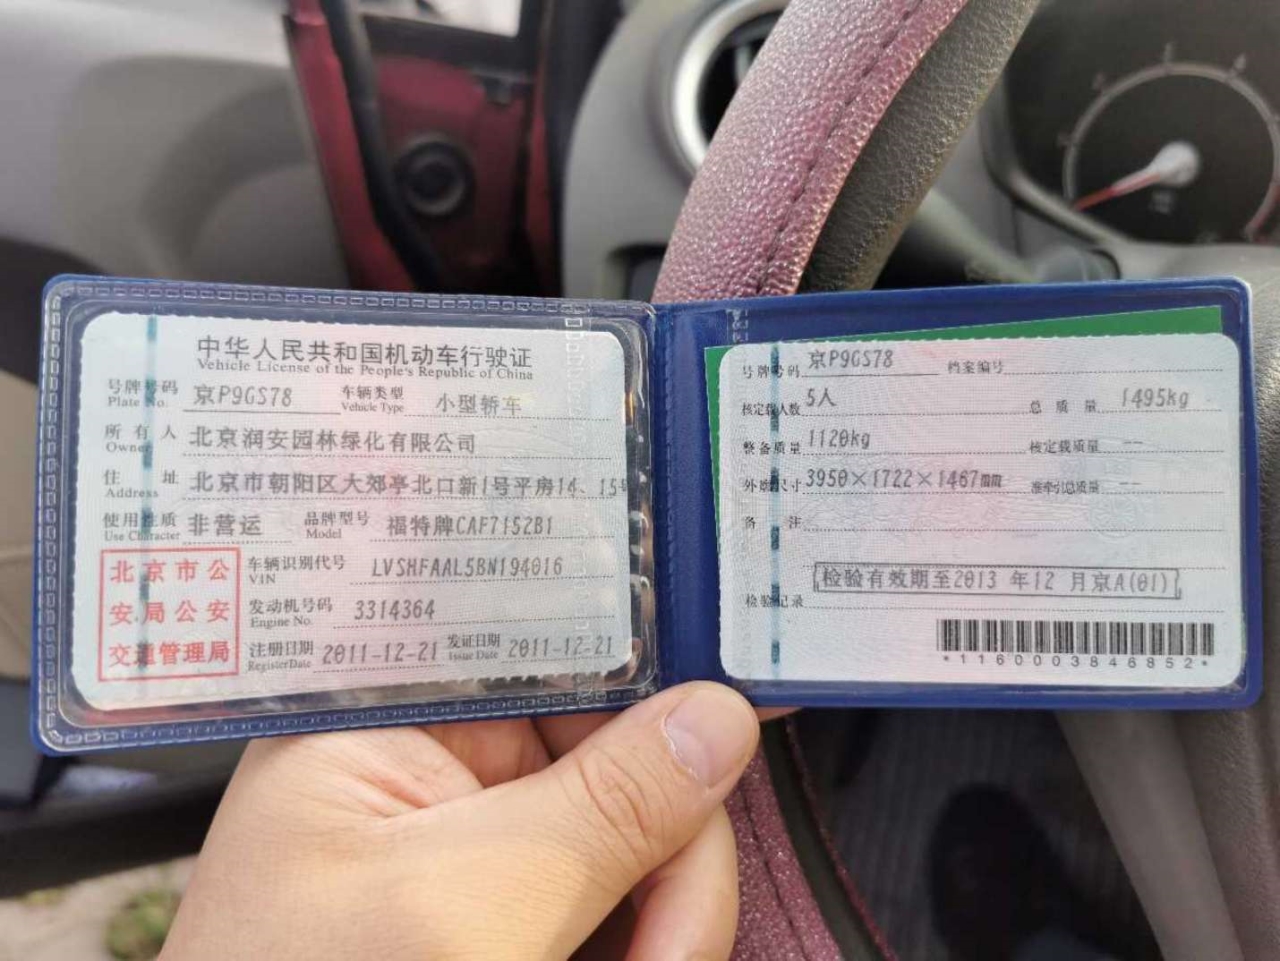 中华人民共和国机动车行驶证
Vehicle License of the People's Republic of China
号牌号码 京P9GS78 车辆类型 小型轿车
Plate No. Vehicle Type
所有人 北京润安园林绿化有限公司
Owner
住址 北京市朝阳区大郊亭北口新1号平房14、15
Address
使用性质 非营运 品牌型号 福特牌CAF7152B1
Use Character Model
北京市公
安局公安
交通管理局
车辆识别代号 LVSHFAAL5BN194016
VIN
发动机号码 3314364
Engine No.
注册日期 2011-12-21 发证日期 2011-12-21
Register Date Issue Date
号牌号码 京P9GS78 档案编号
核定载人数 5人 总质量 1495kg
整备质量 1120kg 核定载质量 --
外廓尺寸 3950×1722×1467mm 准牵引总质量 --
备注
检验有效期至2013 年12 月京A(01)
检验记录
*1160003846852*